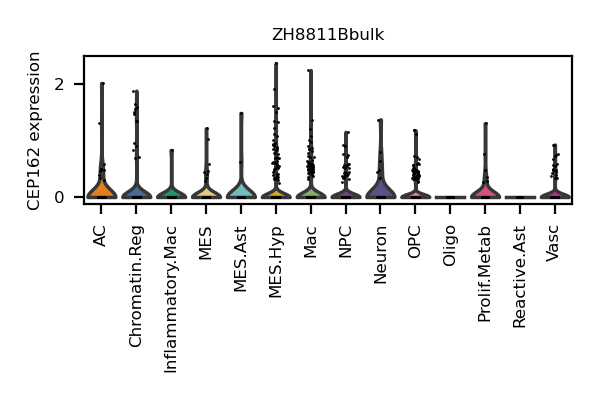 ZH8811Bbulk
CEP162 expression
2
0
AC
Chromatin.Reg
Inflammatory.Mac
MES
MES.Ast
MES.Hyp
Mac
NPC
Neuron
OPC
Oligo
Prolif.Metab
Reactive.Ast
Vasc